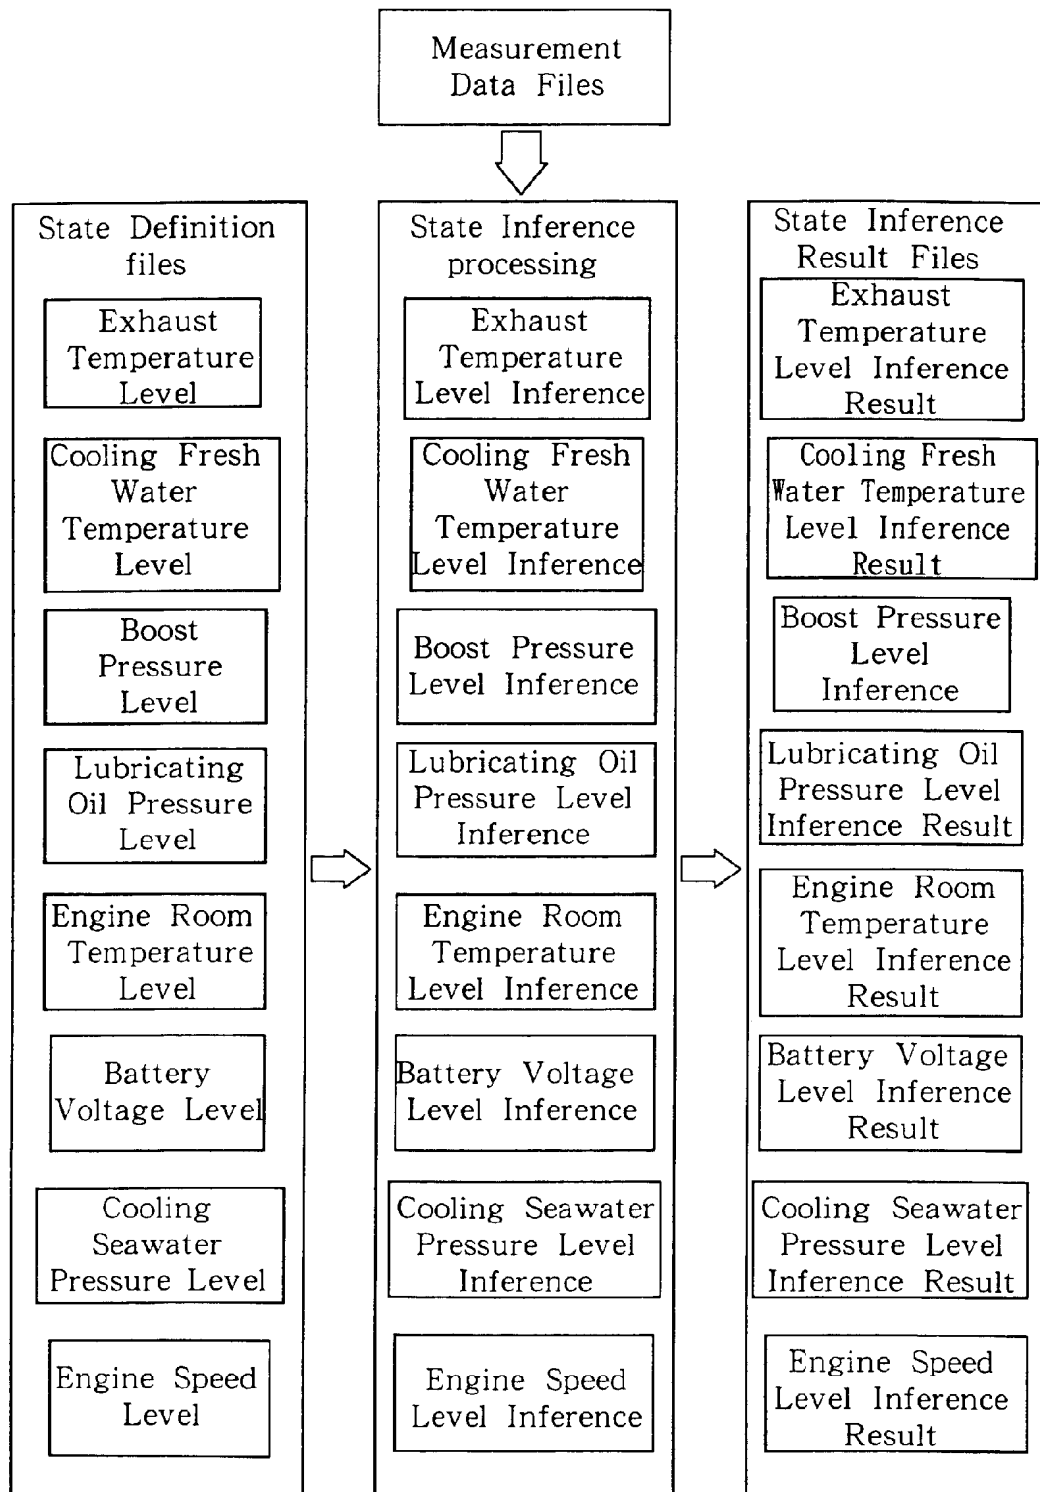 Measurement
Data Files
State Definition
files
Exhaust
Temperature
Level
Cooling Fresh
Water
Temperature
Level
Boost
Pressure
Level
Lubricating
Oil Pressure
Level
Engine Room
Temperature
Level
Battery
Voltage Level
Cooling
Seawater
Pressure Level
Engine Speed
Level
State Inference
processing
Exhaust
Temperature
Level Inference
Cooling Fresh
Water
Temperature
Level Inference
Boost Pressure
Level Inference
Lubricating Oil
Pressure Level
Inference
Engine Room
Temperature
Level Inference
Battery Voltage
Level Inference
Cooling Seawater
Pressure Level
Inference
Engine Speed
Level Inference
State Inference
Result Files
Exhaust
Temperature
Level Inference
Result
Cooling Fresh
Water Temperature
Level Inference
Result
Boost Pressure
Level
Inference
Lubricating Oil
Pressure Level
Inference Result
Engine Room
Temperature
Level Inference
Result
Battery Voltage
Level Inference
Result
Cooling Seawater
Pressure Level
Inference Result
Engine Speed
Level Inference
Result